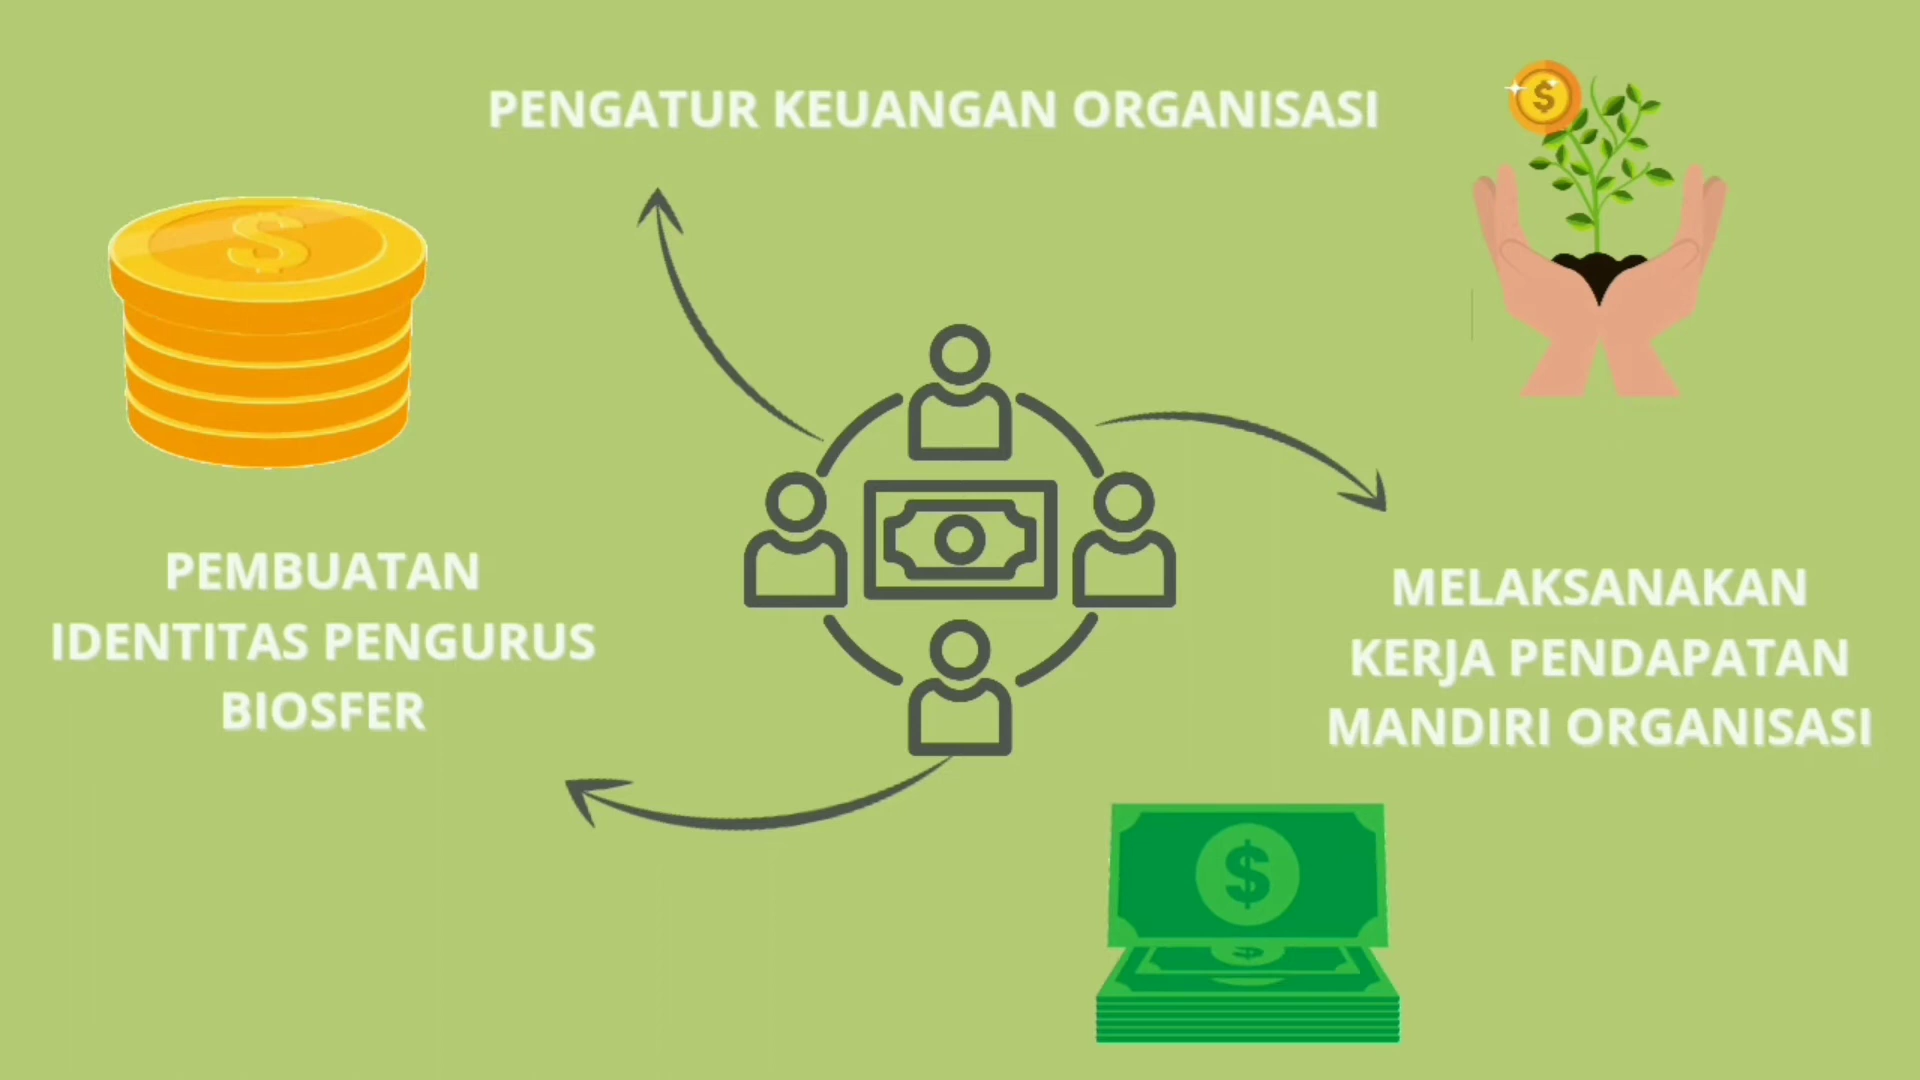 PENGATUR KEUANGAN ORGANISASI
PEMBUATAN
IDENTITAS PENGURUS
BIOSFER
MELAKSANAKAN
KERJA PENDAPATAN
MANDIRI ORGANISASI
$
$
$
$